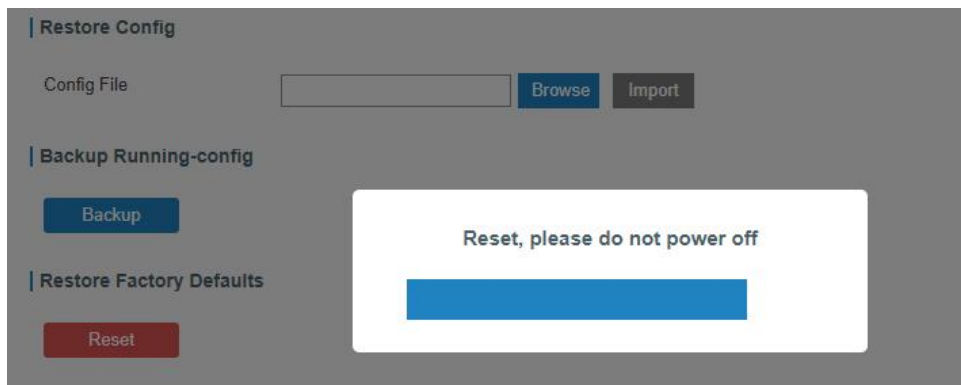 Restore Config
Config File
Browse
Import
Backup Running-config
Backup
Reset, please do not power off
Restore Factory Defaults
Reset